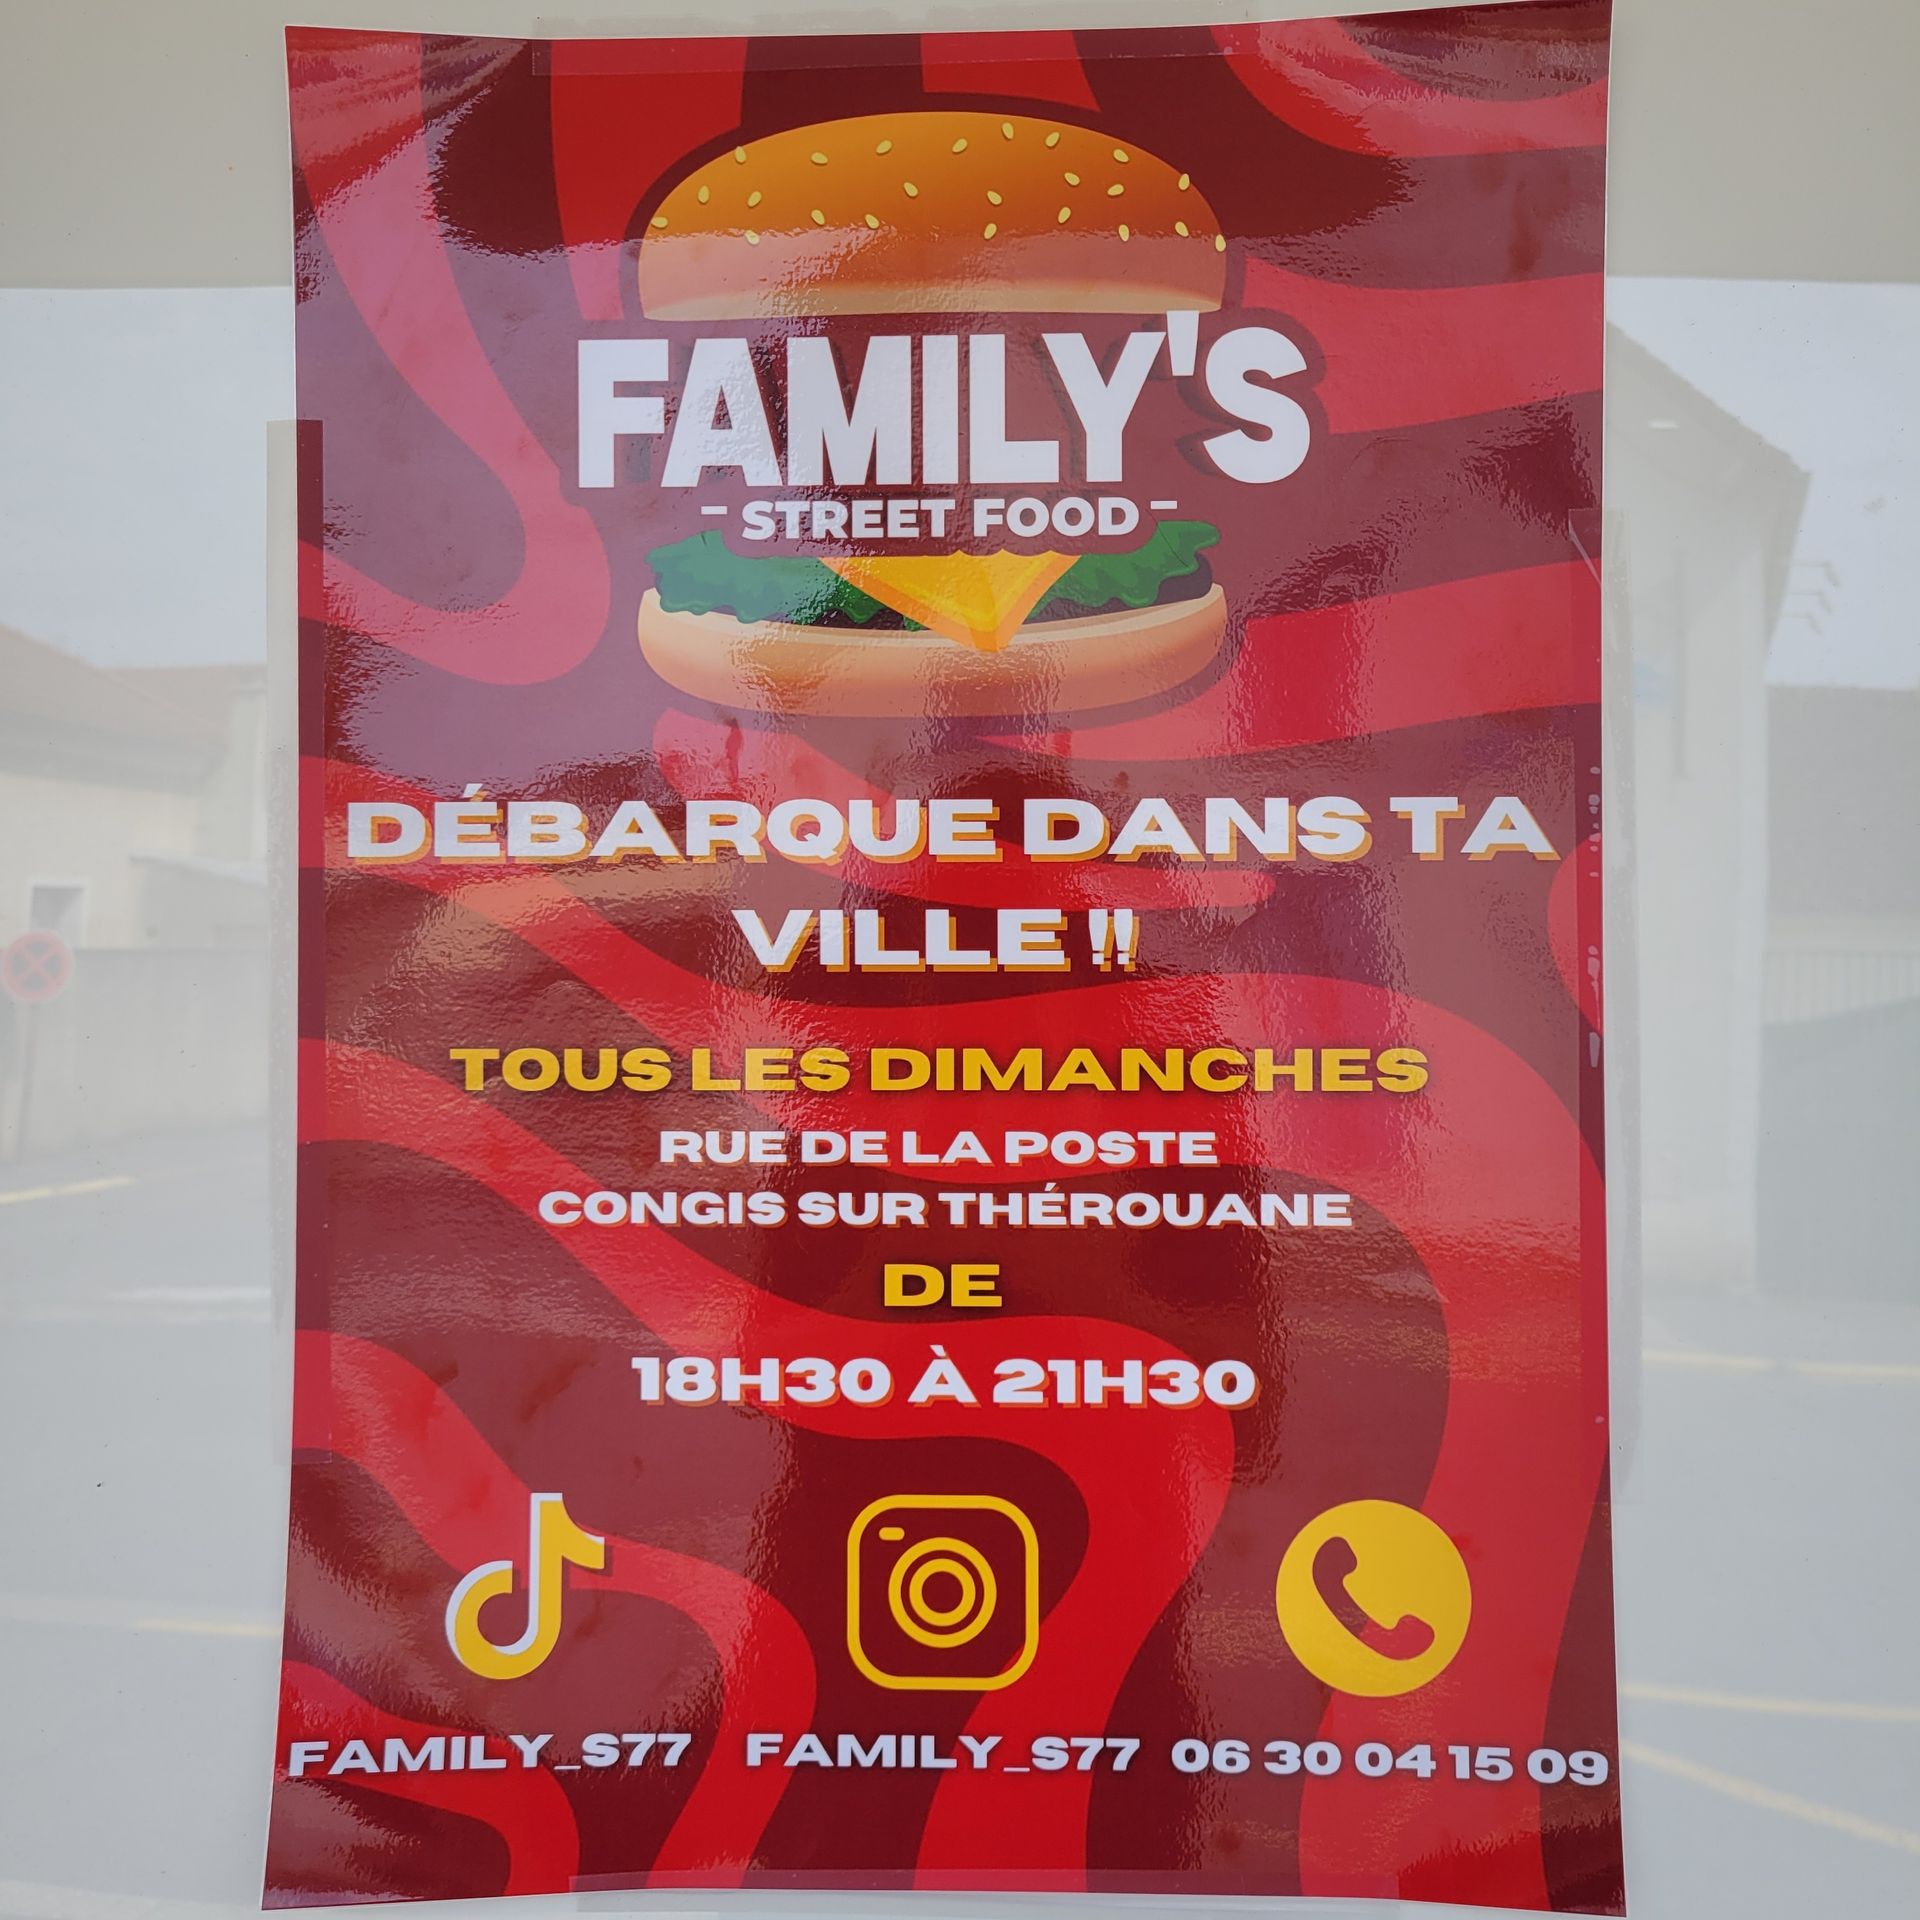 FAMILY'S
- STREET FOOD -
DÉBARQUE DANS TA
VILLE !!
TOUS LES DIMANCHES
RUE DE LA POSTE
CONGIS SUR THÉROUANE
DE
18H30 À 21H30
FAMILY_S77 FAMILY_S77 06 30 04 15 09